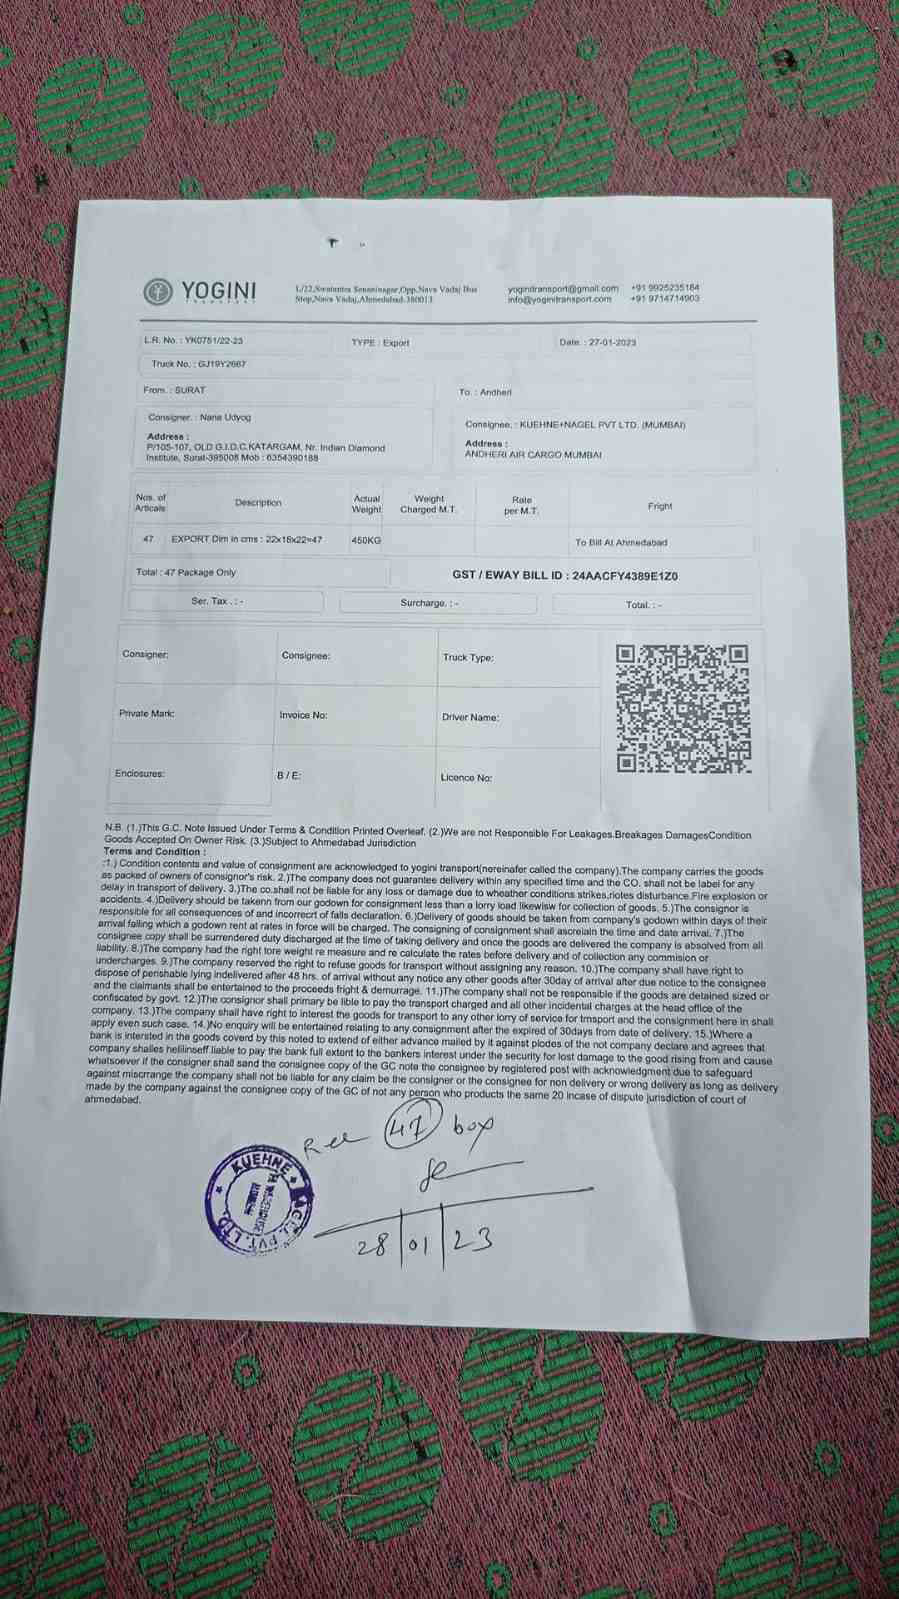 YOGINI
TRANSPORT
L/22,Swatantra Senaninagar,Opp.Nava Vadaj Bus
Stop,Nava Vadaj,Ahmedabad-380013
yoginitransport@gmail.com +91 9925235184
info@yoginitransport.com +91 9714714903
L.R. No. : YK0751/22-23 TYPE : Export Date. : 27-01-2023
Truck No. : GJ19Y2667
From. : SURAT To. : Andheri
Consigner. : Nana Udyog
Address :
P/105-107, OLD G.I.D.C.KATARGAM, Nr. Indian Diamond
Institute, Surat-395008 Mob : 6354390188
Consignee. : KUEHNE+NAGEL PVT LTD. (MUMBAI)
Address :
ANDHERI AIR CARGO MUMBAI
Nos. of Articals Description Actual Weight Weight Charged M.T. Rate per M.T. Fright
47 EXPORT Dim in cms : 22x18x22=47 450KG To Bill At Ahmedabad
Total : 47 Package Only GST / EWAY BILL ID : 24AACFY4389E1Z0
Ser. Tax . : - Surcharge. : - Total. : -
Consigner: Consignee: Truck Type:
Private Mark: Invoice No: Driver Name:
Enclosures: B / E: Licence No:
N.B. (1.)This G.C. Note Issued Under Terms & Condition Printed Overleaf. (2.)We are not Responsible For Leakages.Breakages DamagesCondition
Goods Accepted On Owner Risk. (3.)Subject to Ahmedabad Jurisdiction
Terms and Condition :
:1.) Condition contents and value of consignment are acknowledged to yogini transport(nereinafer called the company).The company carries the goods
as packed of owners of consignor's risk. 2.)The company does not guarantee delivery within any specified time and the CO. shall not be label for any
delay in transport of delivery. 3.)The co.shall not be liable for any loss or damage due to wheather conditions strikes,riotes disturbance.Fire explosion or
accidents. 4.)Delivery should be takenn from our godown for consignment less than a lorry load likewisw for collection of goods. 5.)The consignor is
responsible for all consequences of and incorrecrt of falls declaration. 6.)Delivery of goods should be taken from company's godown within days of their
arrival falling which a godown rent at rates in force will be charged. The consigning of consignment shall ascrelain the time and date arrival. 7.)The
consignee copy shall be surrendered duty discharged at the time of taking delivery and once the goods are delivered the company is absolved from all
liability. 8.)The company had the right tore weight re measure and re calculate the rates before delivery and of collection any commision or
undercharges. 9.)The company reserved the right to refuse goods for transport without assigning any reason. 10.)The company shall have right to
dispose of perishable lying indelivered after 48 hrs. of arrival without any notice any other goods after 30day of arrival after due notice to the consignee
and the claimants shall be entertained to the proceeds fright & demurrage. 11.)The company shall not be responsible if the goods are detained sized or
confiscated by govt. 12.)The consignor shall primary be lible to pay the transport charged and all other incidental charges at the head office of the
company. 13.)The company shall have right to interest the goods for transport to any other lorry of service for trnsport and the consignment here in shall
apply even such case. 14.)No enquiry will be entertained relating to any consignment after the expired of 30days from date of delivery. 15.)Where a
bank is intersted in the goods coverd by this noted to extend of either advance mailed by it against plodes of the not company declare and agrees that
company shalles hellinseff liable to pay the bank full extent to the bankers interest under the security for lost damage to the good rising from and cause
whatsoever if the consigner shall sand the consignee copy of the GC note the consignee by registered post with acknowledgment due to safeguard
against miscrrange the company shall not be liable for any claim be the consigner or the consignee for non delivery or wrong delivery as long as delivery
made by the company against the consignee copy of the GC of not any person who products the same 20 incase of dispute jurisdiction of court of
ahmedabad.
47 box
KUEHNE + NAGEL PVT. LTD.
28 | 01 | 23